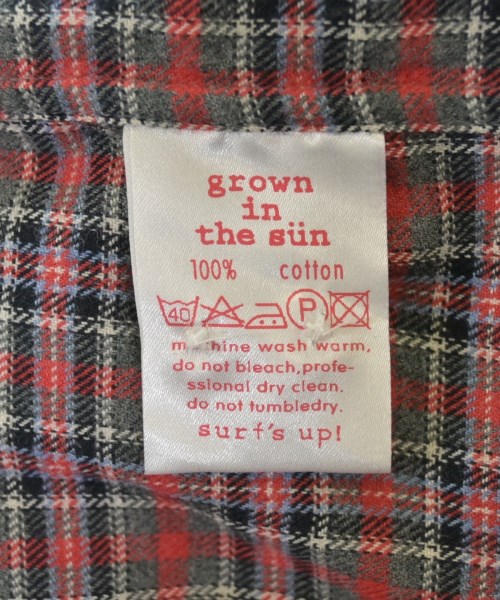 grown
in
the sün
100% cotton
40 P
machine wash warm,
do not bleach,profe-
ssional dry clean.
do not tumbledry.
surf's up!